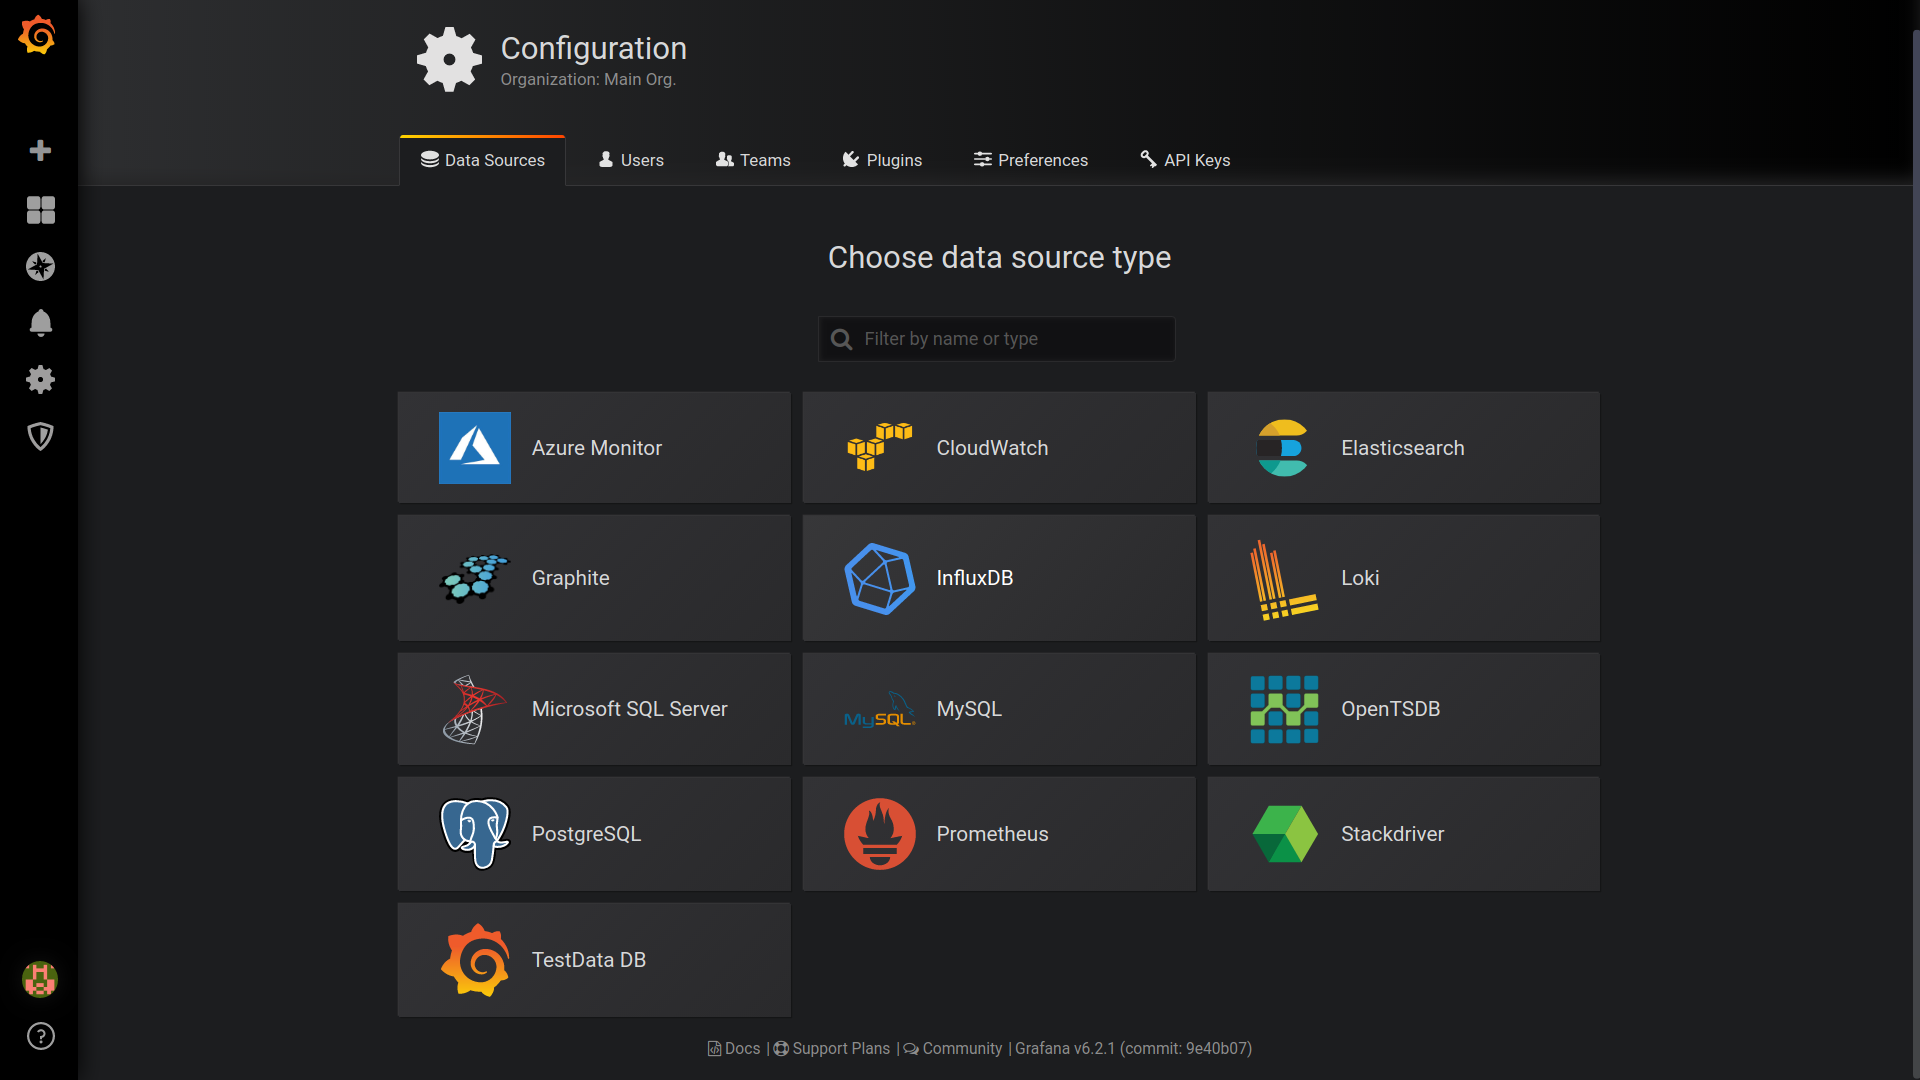 Configuration
Organization: Main Org.
Data Sources Users Teams Plugins Preferences API Keys
Choose data source type
Filter by name or type
Azure Monitor CloudWatch Elasticsearch
Graphite InfluxDB Loki
Microsoft SQL Server MySQL MySQL OpenTSDB
PostgreSQL Prometheus Stackdriver
TestData DB
Docs | Support Plans | Community | Grafana v6.2.1 (commit: 9e40b07)